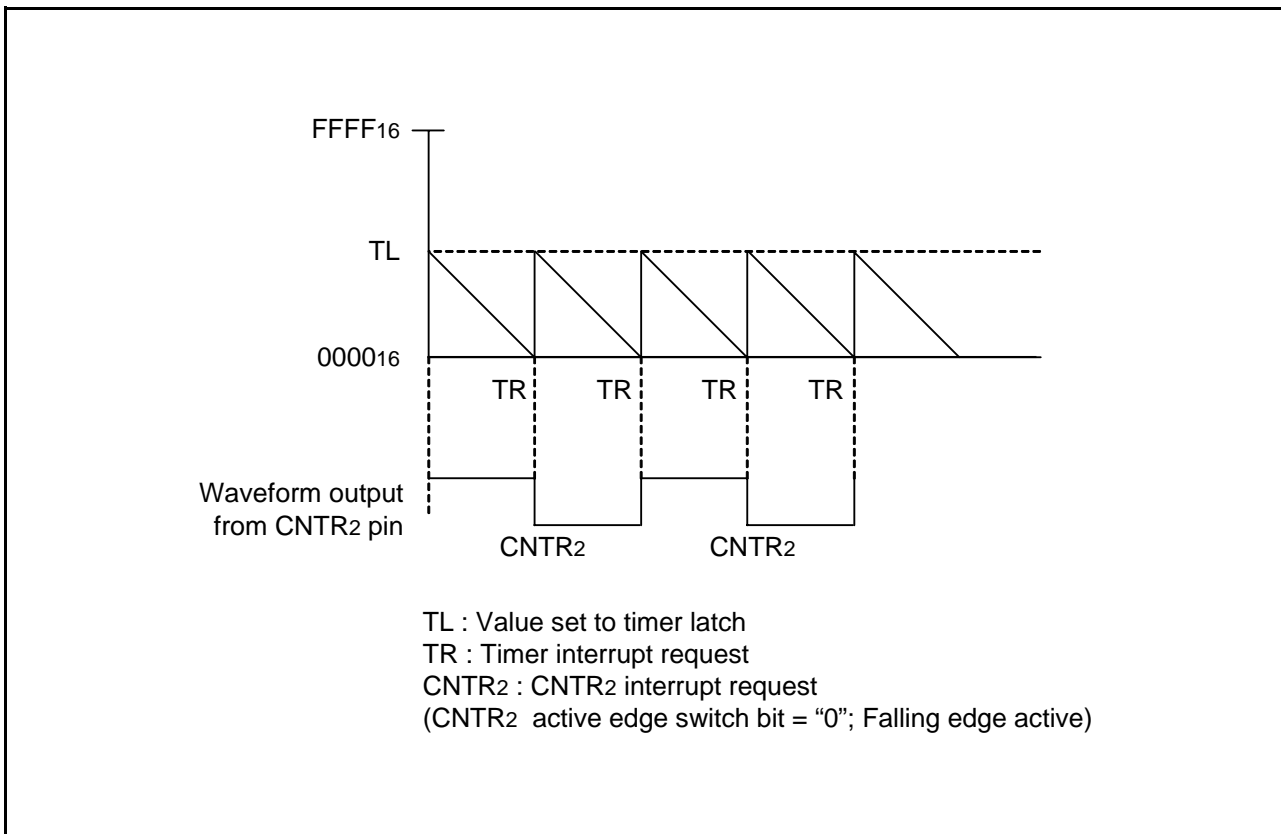 FFFF16
TL
000016
TR TR TR TR
Waveform output
from CNTR2 pin
CNTR2 CNTR2
TL : Value set to timer latch
TR : Timer interrupt request
CNTR2 : CNTR2 interrupt request
(CNTR2 active edge switch bit = “0”; Falling edge active)